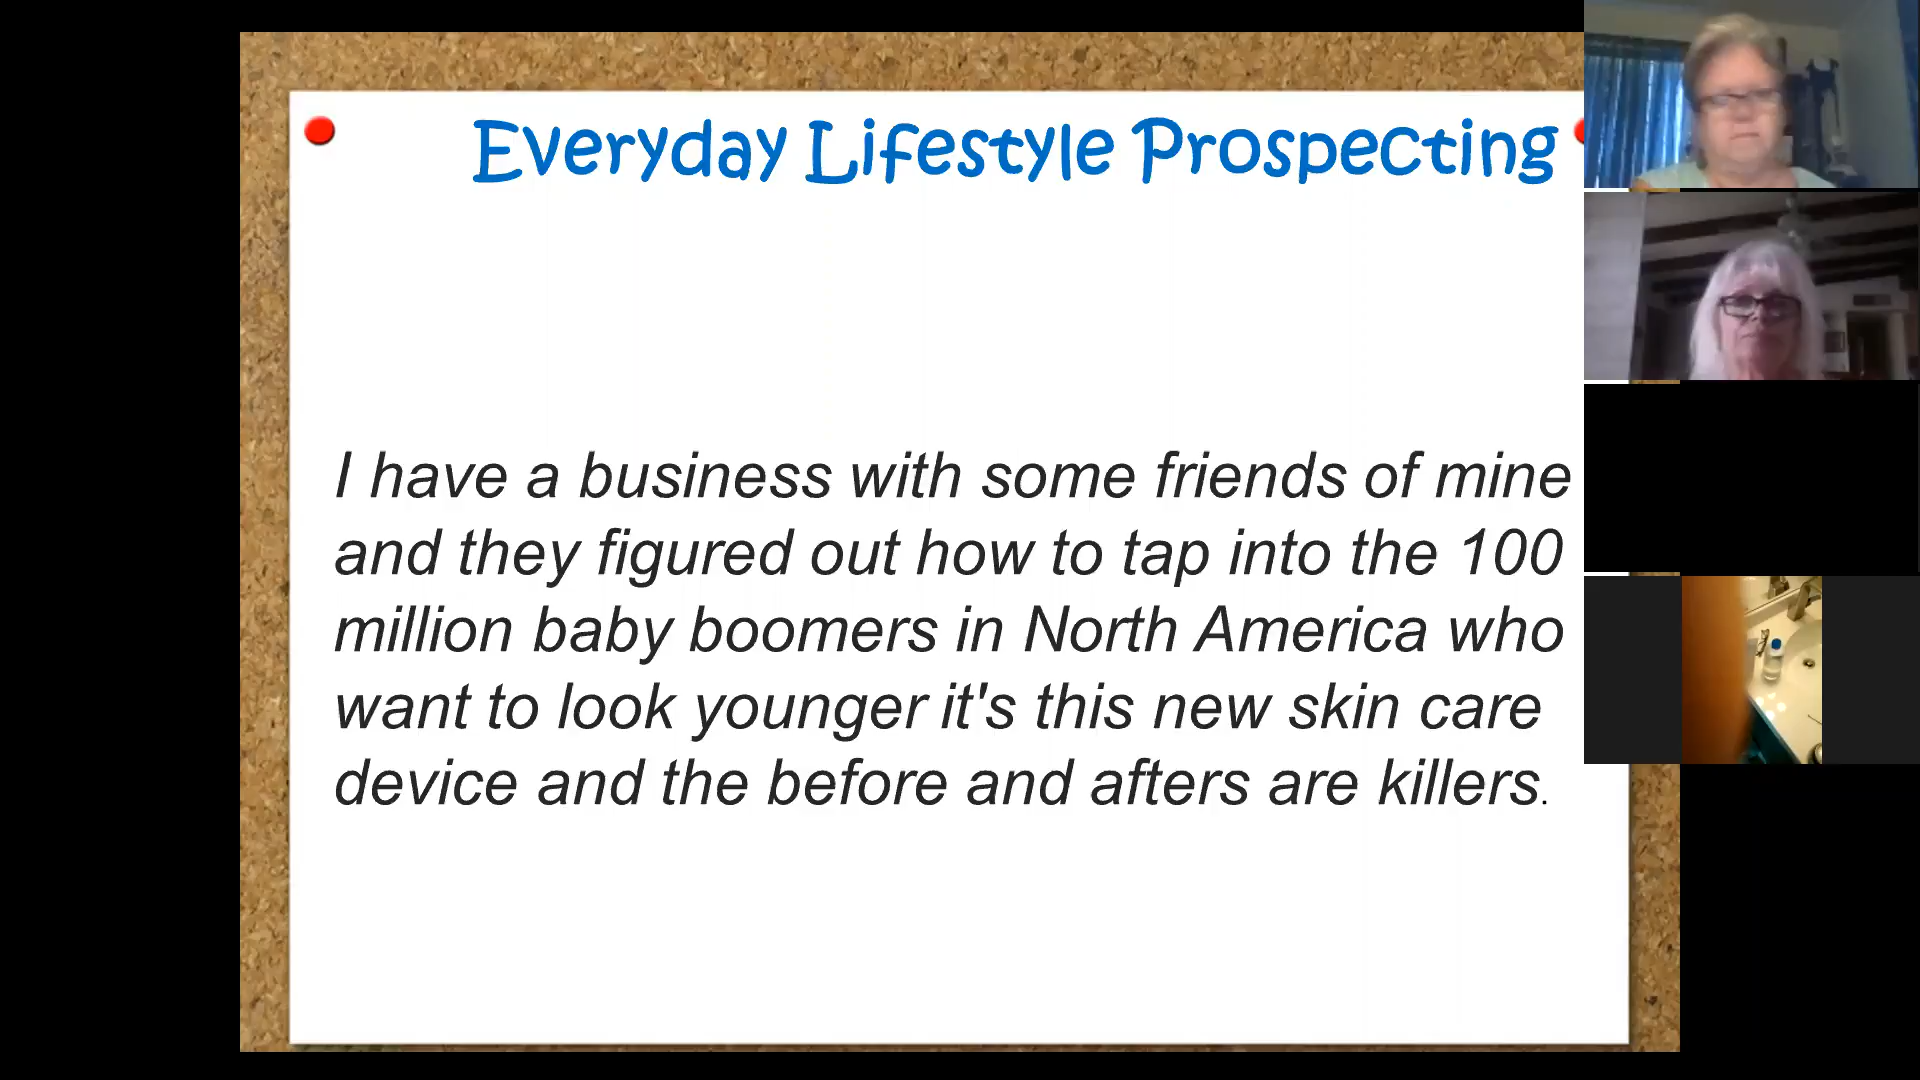 Everyday Lifestyle Prospecting
I have a business with some friends of mine
and they figured out how to tap into the 100
million baby boomers in North America who
want to look younger it's this new skin care
device and the before and afters are killers.